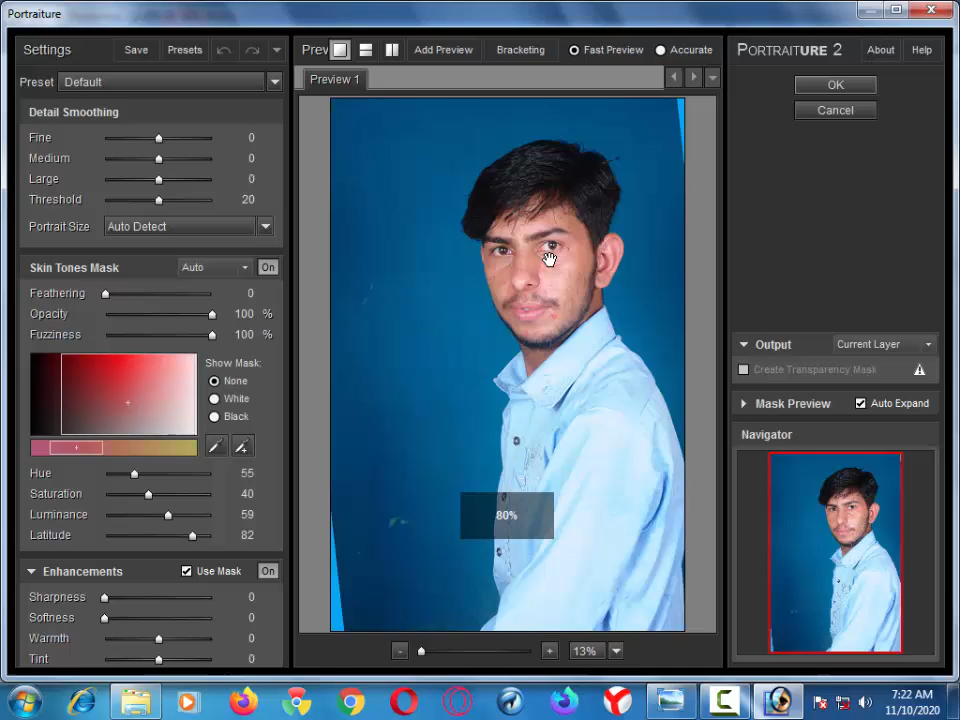 Portraiture
Settings
Save
Presets
Prev
Add Preview
Bracketing
Fast Preview
Accurate
PORTRAITURE 2
About
Help
Preset
Default
Preview 1
OK
Cancel
Detail Smoothing
Fine 0
Medium 0
Large 0
Threshold 20
Portrait Size Auto Detect
Skin Tones Mask Auto On
Feathering 0
Opacity 100 %
Fuzziness 100 %
Show Mask:
None
White
Black
Hue 55
Saturation 40
Luminance 59
Latitude 82
Enhancements Use Mask On
Sharpness 0
Softness 0
Warmth 0
Tint 0
80%
- + 13%
Output Current Layer
Create Transparency Mask
Mask Preview Auto Expand
Navigator
7:22 AM
11/10/2020